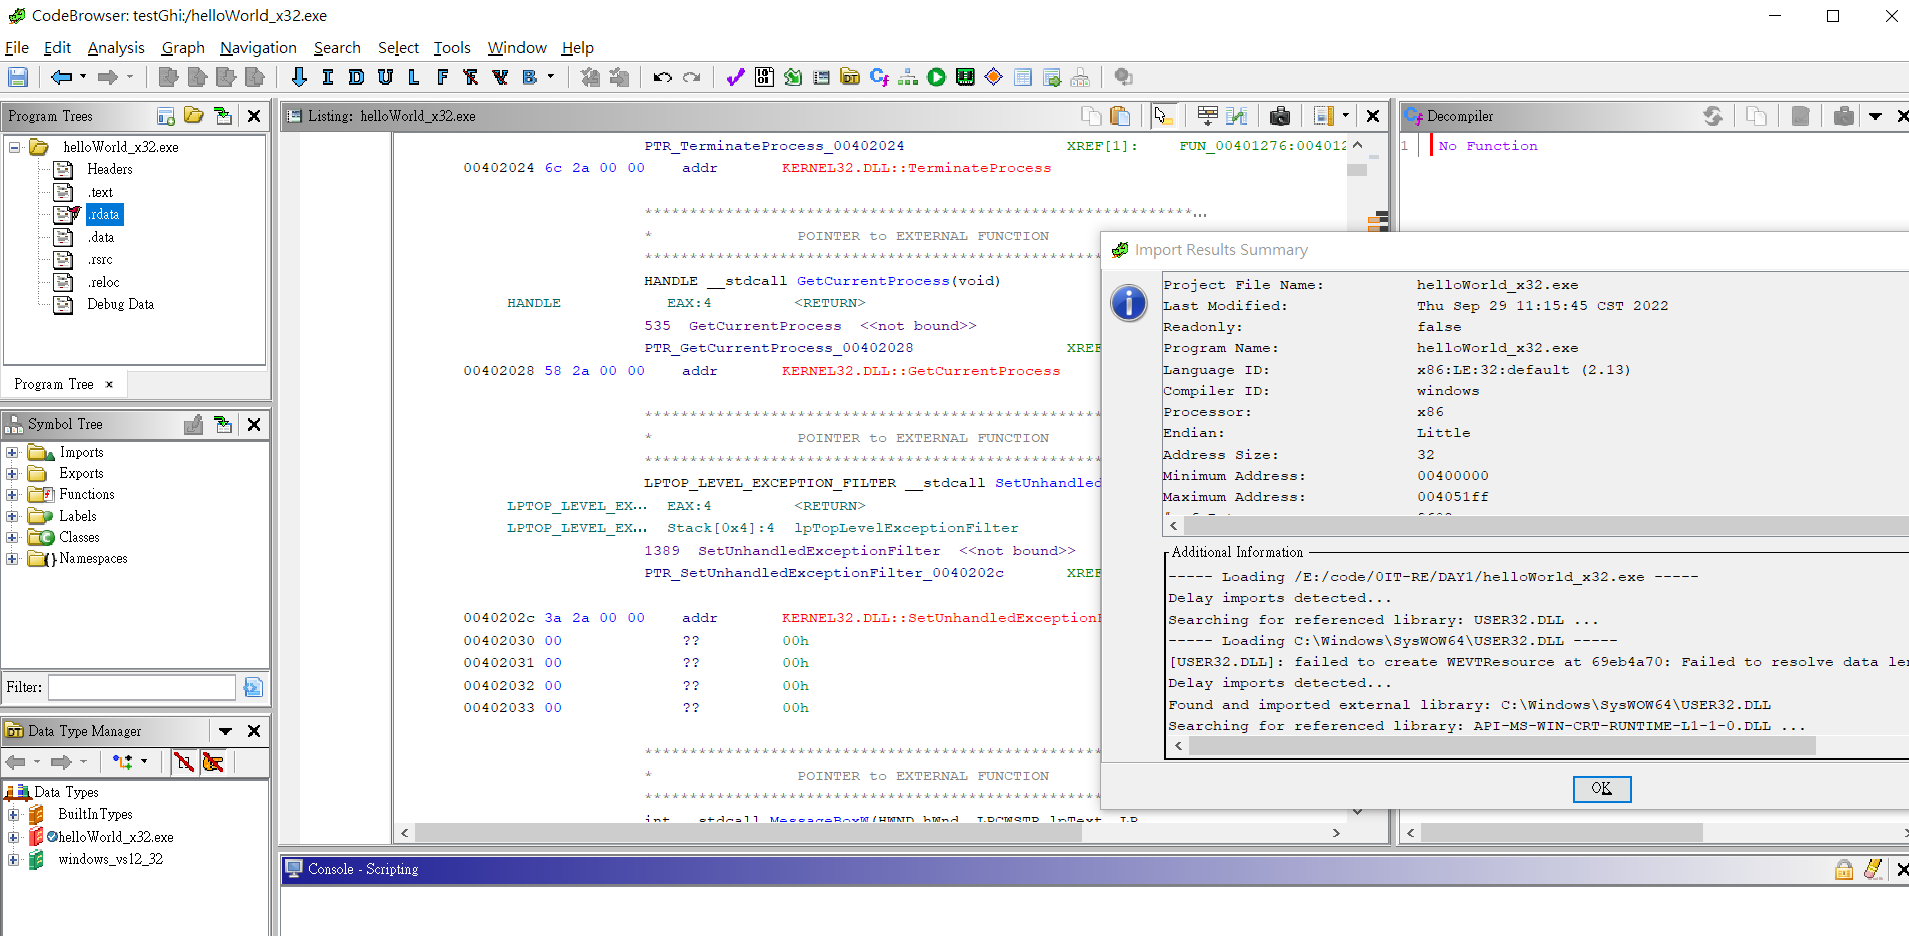 CodeBrowser: testGhi:/helloWorld_x32.exe
File Edit Analysis Graph Navigation Search Select Tools Window Help
I D U L F B
Program Trees
helloWorld_x32.exe
Headers
.text
.rdata
.data
.rsrc
.reloc
Debug Data
Program Tree ×
Symbol Tree
Imports
Exports
Functions
Labels
Classes
Namespaces
Filter:
Data Type Manager
Data Types
BuiltInTypes
helloWorld_x32.exe
windows_vs12_32
Listing: helloWorld_x32.exe
PTR_TerminateProcess_00402024 XREF[1]: FUN_00401276:004012
00402024 6c 2a 00 00 addr KERNEL32.DLL::TerminateProcess
*************************************************************...
* POINTER to EXTERNAL FUNCTION
***************************************************
HANDLE __stdcall GetCurrentProcess(void)
HANDLE EAX:4 <RETURN>
535 GetCurrentProcess <<not bound>>
PTR_GetCurrentProcess_00402028 XREF
00402028 58 2a 00 00 addr KERNEL32.DLL::GetCurrentProcess
***************************************************
* POINTER to EXTERNAL FUNCTION
***************************************************
LPTOP_LEVEL_EXCEPTION_FILTER __stdcall SetUnhandled
LPTOP_LEVEL_EX... EAX:4 <RETURN>
LPTOP_LEVEL_EX... Stack[0x4]:4 lpTopLevelExceptionFilter
1389 SetUnhandledExceptionFilter <<not bound>>
PTR_SetUnhandledExceptionFilter_0040202c XREF
0040202c 3a 2a 00 00 addr KERNEL32.DLL::SetUnhandledException
00402030 00 ?? 00h
00402031 00 ?? 00h
00402032 00 ?? 00h
00402033 00 ?? 00h
***************************************************
* POINTER to EXTERNAL FUNCTION
***************************************************
int __stdcall MessageBoxW(HWND hWnd, LPCWSTR lpText, LP
Decompiler
1 No Function
Import Results Summary
Project File Name: helloWorld_x32.exe
Last Modified: Thu Sep 29 11:15:45 CST 2022
Readonly: false
Program Name: helloWorld_x32.exe
Language ID: x86:LE:32:default (2.13)
Compiler ID: windows
Processor: x86
Endian: Little
Address Size: 32
Minimum Address: 00400000
Maximum Address: 004051ff
Additional Information
----- Loading /E:/code/0IT-RE/DAY1/helloWorld_x32.exe -----
Delay imports detected...
Searching for referenced library: USER32.DLL ...
----- Loading C:\Windows\SysWOW64\USER32.DLL -----
[USER32.DLL]: failed to create WEVTResource at 69eb4a70: Failed to resolve data le
Delay imports detected...
Found and imported external library: C:\Windows\SysWOW64\USER32.DLL
Searching for referenced library: API-MS-WIN-CRT-RUNTIME-L1-1-0.DLL ...
OK
Console - Scripting